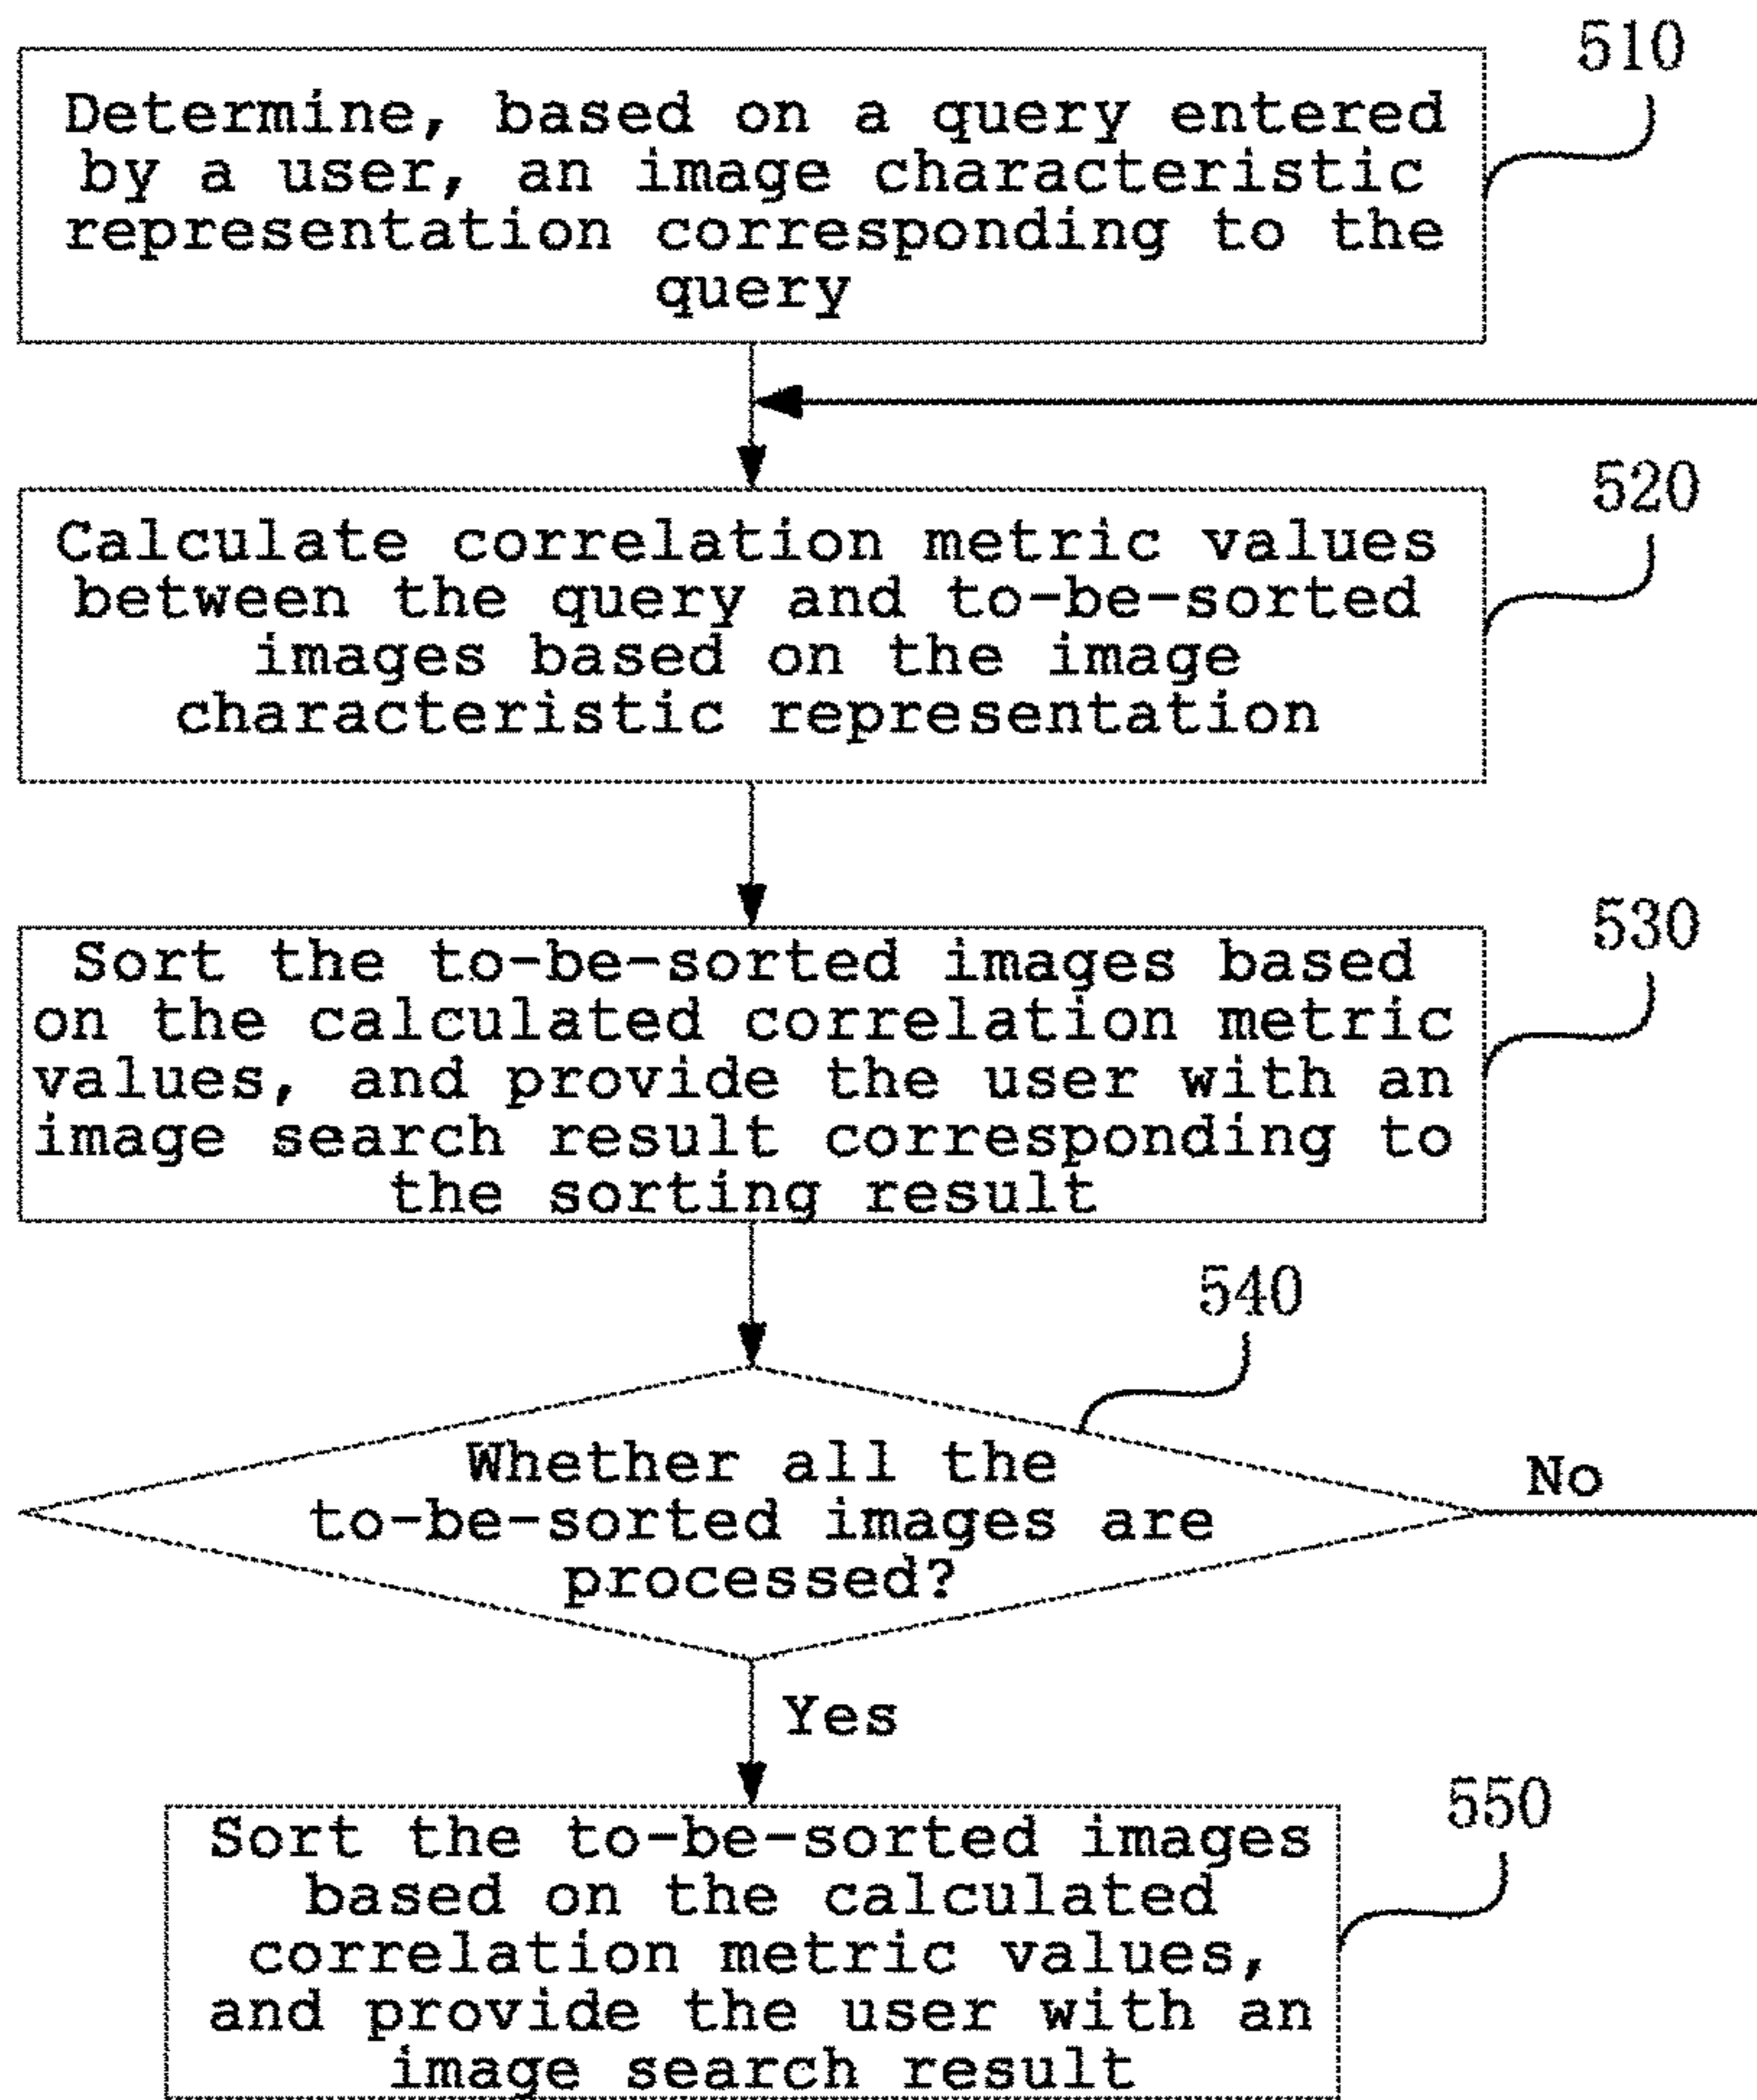 510
Determine, based on a query entered
by a user, an image characteristic
representation corresponding to the
query
520
Calculate correlation metric values
between the query and to-be-sorted
images based on the image
characteristic representation
530
Sort the to-be-sorted images based
on the calculated correlation metric
values, and provide the user with an
image search result corresponding to
the sorting result
540
Whether all the
to-be-sorted images are
processed?
No
Yes
550
Sort the to-be-sorted images
based on the calculated
correlation metric values,
and provide the user with an
image search result